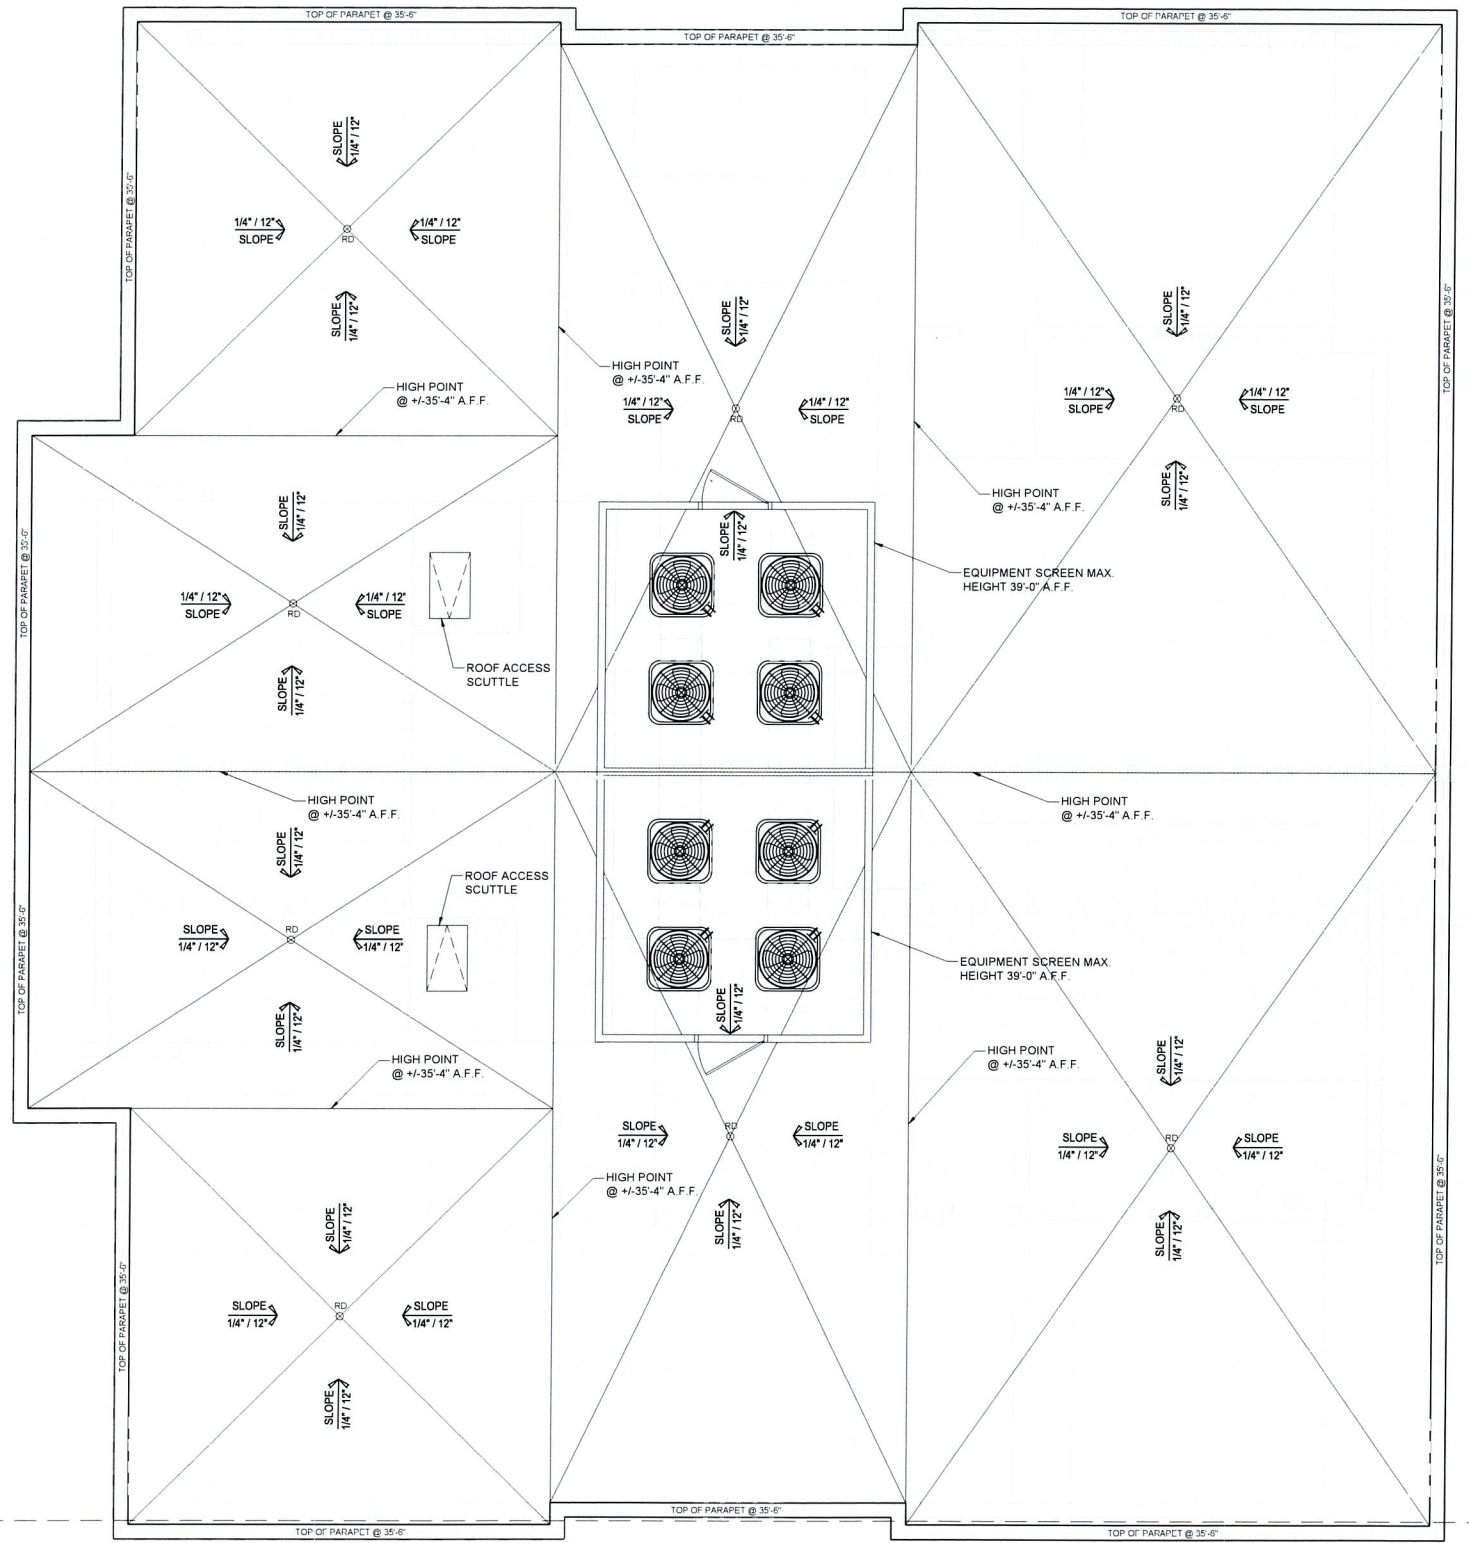 TOP OF PARAPET @ 35'-6"
TOP OF PARAPET @ 35'-6"
TOP OF PARAPET @ 35'-6"
TOP OF PARAPET @ 35'-6"
SLOPE
1/4" / 12"
1/4" / 12"
SLOPE
RD
1/4" / 12"
SLOPE
SLOPE
1/4" / 12"
TOP OF PARAPET @ 35'-6"
SLOPE
1/4" / 12"
SLOPE
1/4" / 12"
HIGH POINT
@ +/-35'-4" A.F.F.
HIGH POINT
@ +/-35'-4" A.F.F.
1/4" / 12"
SLOPE
RD
1/4" / 12"
SLOPE
1/4" / 12"
SLOPE
RD
1/4" / 12"
SLOPE
SLOPE
1/4" / 12"
HIGH POINT
@ +/-35'-4" A.F.F.
SLOPE
1/4" / 12"
SLOPE
1/4" / 12"
TOP OF PARAPET @ 35'-6"
EQUIPMENT SCREEN MAX.
HEIGHT 39'-0" A.F.F.
1/4" / 12"
SLOPE
RD
1/4" / 12"
SLOPE
SLOPE
1/4" / 12"
ROOF ACCESS
SCUTTLE
HIGH POINT
@ +/-35'-4" A.F.F.
HIGH POINT
@ +/-35'-4" A.F.F.
SLOPE
1/4" / 12"
ROOF ACCESS
SCUTTLE
TOP OF PARAPET @ 35'-6"
SLOPE
1/4" / 12"
RD
SLOPE
1/4" / 12"
EQUIPMENT SCREEN MAX.
HEIGHT 39'-0" A.F.F.
SLOPE
1/4" / 12"
SLOPE
1/4" / 12"
HIGH POINT
@ +/-35'-4" A.F.F.
HIGH POINT
@ +/-35'-4" A.F.F.
SLOPE
1/4" / 12"
SLOPE
1/4" / 12"
RD
SLOPE
1/4" / 12"
SLOPE
1/4" / 12"
RD
SLOPE
1/4" / 12"
HIGH POINT
@ +/-35'-4" A.F.F.
SLOPE
1/4" / 12"
SLOPE
1/4" / 12"
SLOPE
1/4" / 12"
TOP OF PARAPET @ 35'-6"
TOP OF PARAPET @ 35'-6"
SLOPE
1/4" / 12"
RD
SLOPE
1/4" / 12"
SLOPE
1/4" / 12"
TOP OF PARAPET @ 35'-6"
TOP OF PARAPET @ 35'-6"
TOP OF PARAPET @ 35'-6"